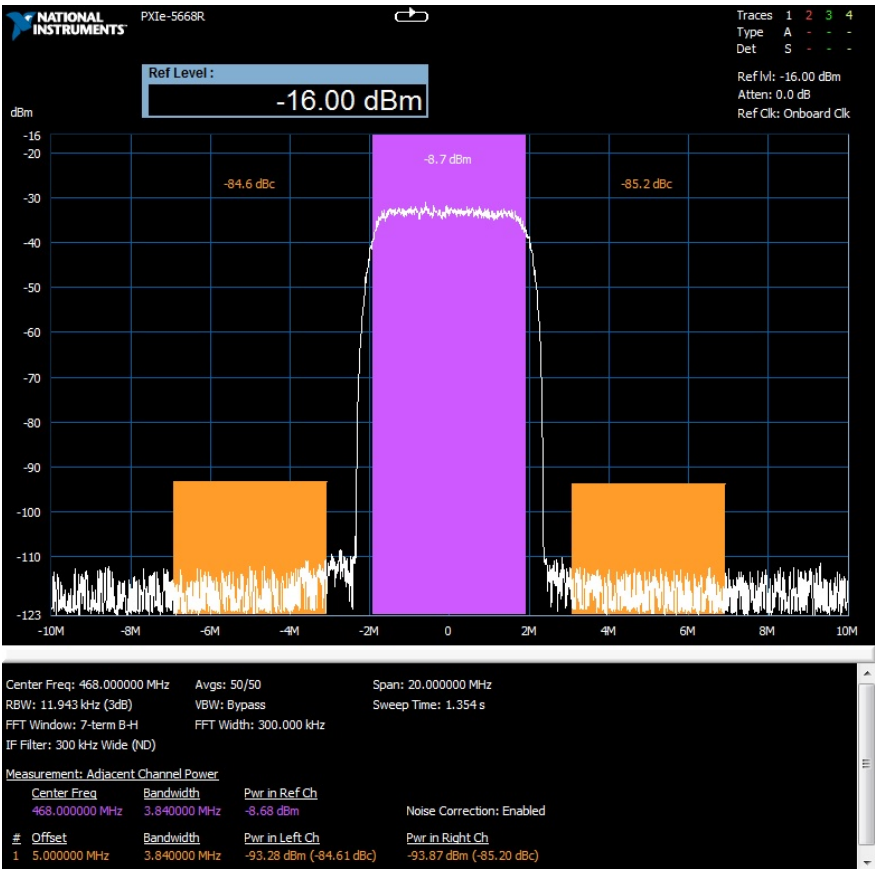 NATIONAL INSTRUMENTS PXIe-5668R
Traces 1 2 3 4
Type A - - -
Det S - - -
Ref lvl: -16.00 dBm
Atten: 0.0 dB
Ref Clk: Onboard Clk
Ref Level :
-16.00 dBm
dBm
-16
-20
-30
-40
-50
-60
-70
-80
-90
-100
-110
-123
-8.7 dBm
-84.6 dBc
-85.2 dBc
-10M -8M -6M -4M -2M 0 2M 4M 6M 8M 10M
Center Freq: 468.000000 MHz Avgs: 50/50 Span: 20.000000 MHz
RBW: 11.943 kHz (3dB) VBW: Bypass Sweep Time: 1.354 s
FFT Window: 7-term B-H FFT Width: 300.000 kHz
IF Filter: 300 kHz Wide (ND)
Measurement: Adjacent Channel Power
Center Freq Bandwidth Pwr in Ref Ch
468.000000 MHz 3.840000 MHz -8.68 dBm Noise Correction: Enabled
# Offset Bandwidth Pwr in Left Ch Pwr in Right Ch
1 5.000000 MHz 3.840000 MHz -93.28 dBm (-84.61 dBc) -93.87 dBm (-85.20 dBc)